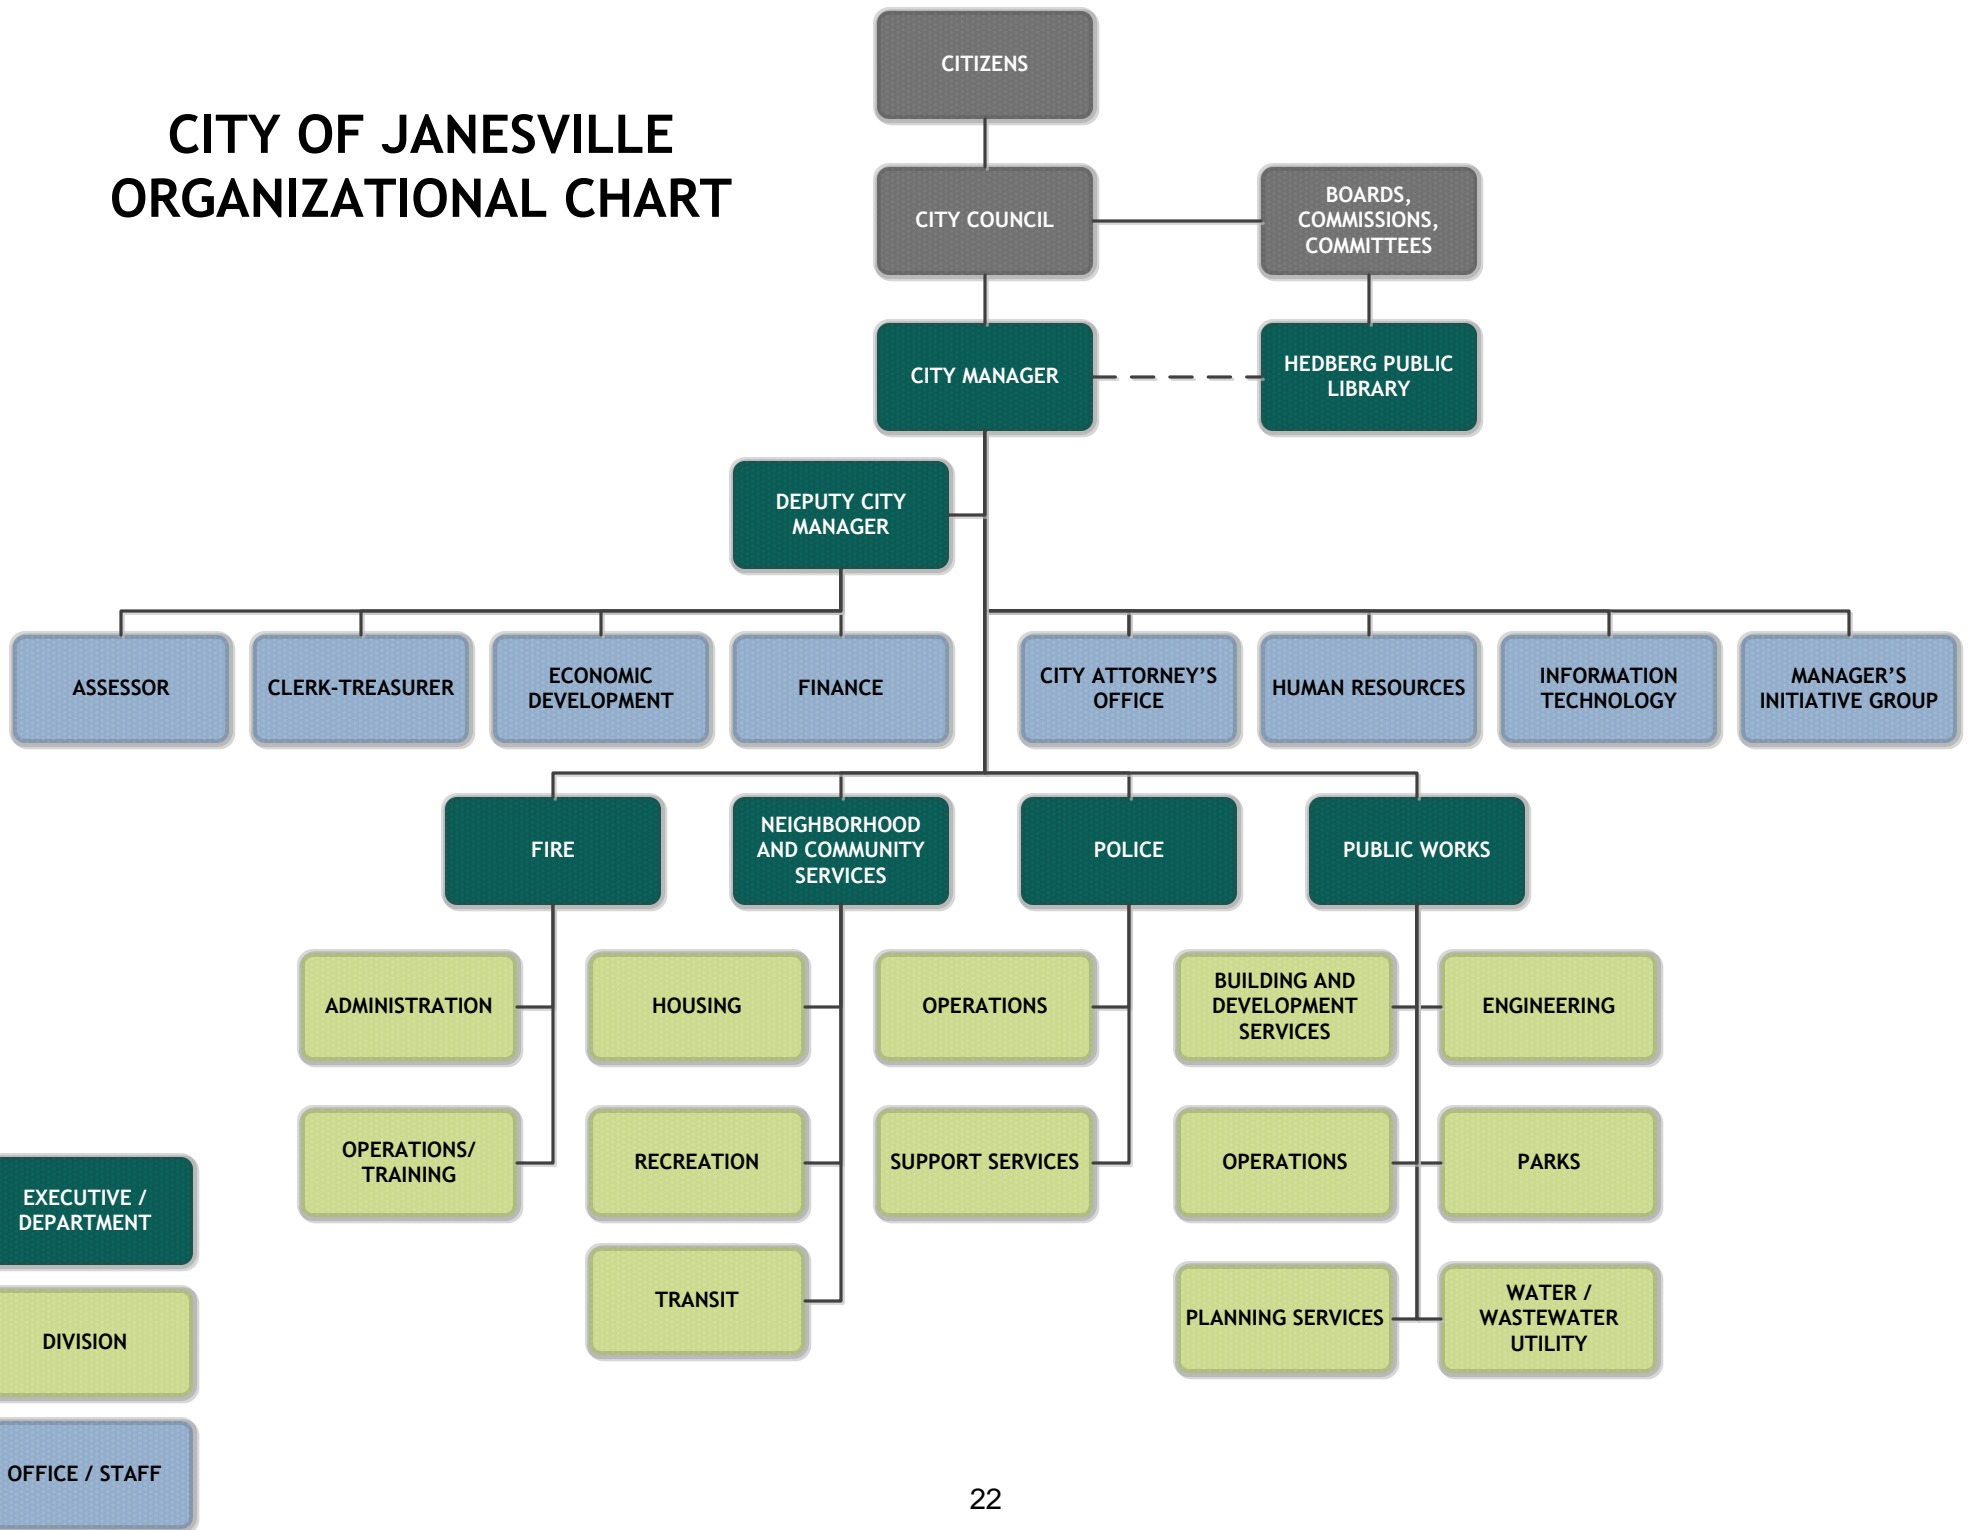 CITIZENS
CITY OF JANESVILLE
ORGANIZATIONAL CHART
CITY COUNCIL
BOARDS,
COMMISSIONS,
COMMITTEES
CITY MANAGER
HEDBERG PUBLIC
LIBRARY
DEPUTY CITY
MANAGER
ASSESSOR
CLERK-TREASURER
ECONOMIC
DEVELOPMENT
FINANCE
CITY ATTORNEY’S
OFFICE
HUMAN RESOURCES
INFORMATION
TECHNOLOGY
MANAGER’S
INITIATIVE GROUP
FIRE
NEIGHBORHOOD
AND COMMUNITY
SERVICES
POLICE
PUBLIC WORKS
ADMINISTRATION
HOUSING
OPERATIONS
BUILDING AND
DEVELOPMENT
SERVICES
ENGINEERING
OPERATIONS/
TRAINING
RECREATION
SUPPORT SERVICES
OPERATIONS
PARKS
TRANSIT
PLANNING SERVICES
WATER /
WASTEWATER
UTILITY
EXECUTIVE /
DEPARTMENT
DIVISION
OFFICE / STAFF
22